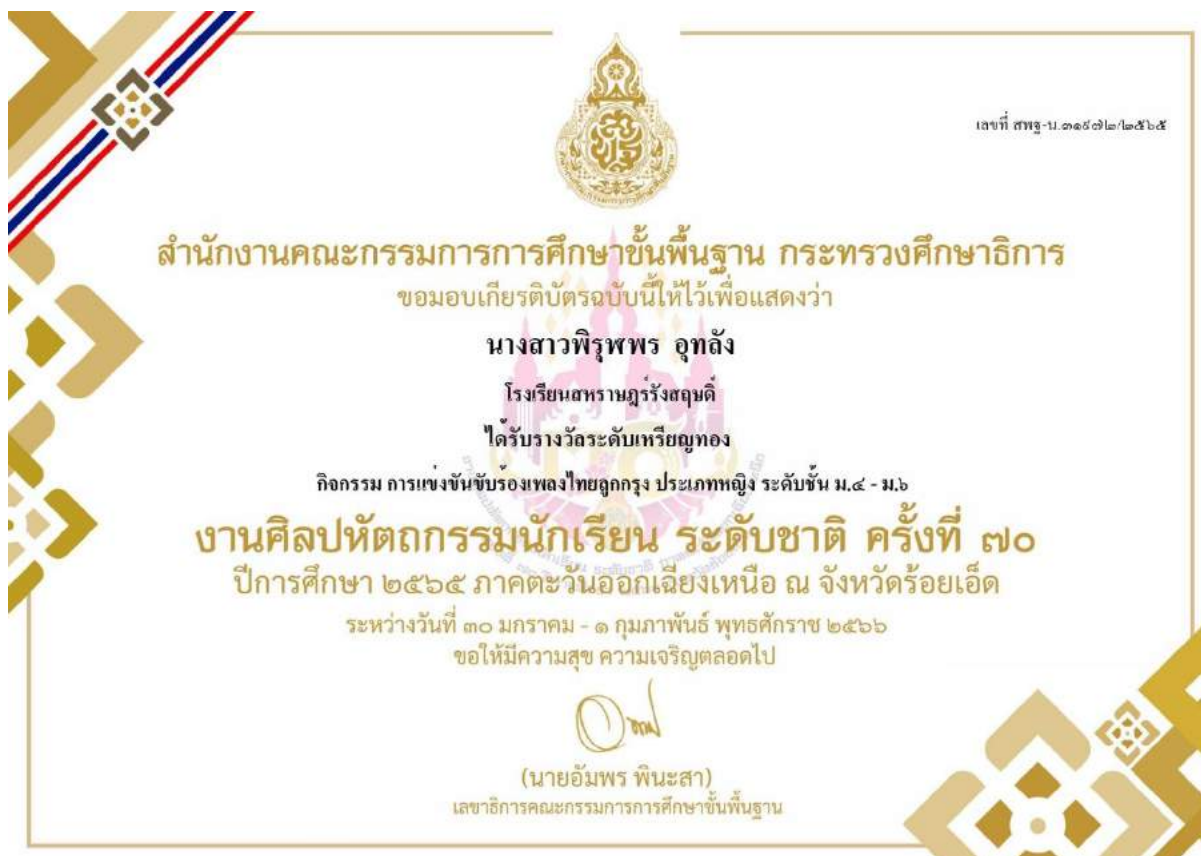 เลขที่ สพฐ-น.๓๑๙๗๒/๒๕๖๕
สำนักงานคณะกรรมการการศึกษาขั้นพื้นฐาน กระทรวงศึกษาธิการ
ขอมอบเกียรติบัตรฉบับนี้ให้ไว้เพื่อแสดงว่า
นางสาวพิรุฬพร อุทลัง
โรงเรียนสหราษฎร์รังสฤษดิ์
ได้รับรางวัลระดับเหรียญทอง
กิจกรรม การแข่งขันขับร้องเพลงไทยลูกกรุง ประเภทหญิง ระดับชั้น ม.๔ - ม.๖
งานศิลปหัตถกรรมนักเรียน ระดับชาติ ครั้งที่ ๗๐
ปีการศึกษา ๒๕๖๕ ภาคตะวันออกเฉียงเหนือ ณ จังหวัดร้อยเอ็ด
ระหว่างวันที่ ๓๐ มกราคม - ๑ กุมภาพันธ์ พุทธศักราช ๒๕๖๖
ขอให้มีความสุข ความเจริญตลอดไป
(นายอัมพร พินะสา)
เลขาธิการคณะกรรมการการศึกษาขั้นพื้นฐาน